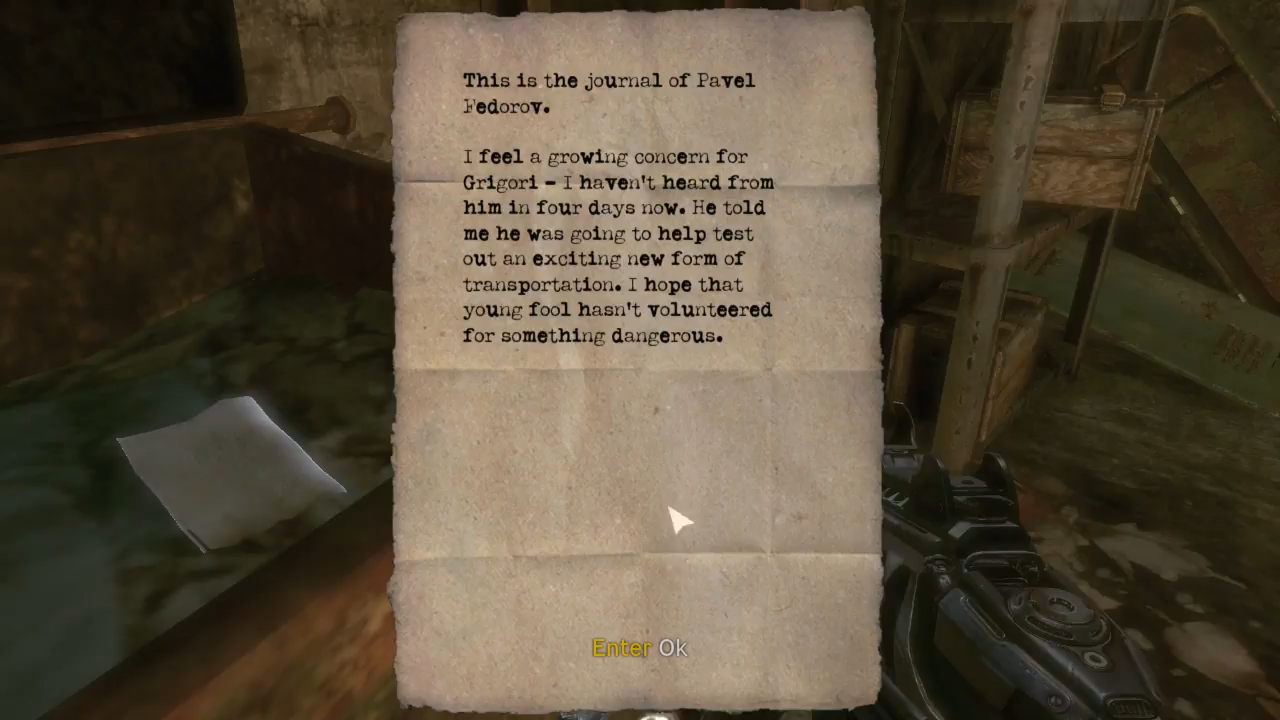 This is the journal of Pavel
Fedorov.
I feel a growing concern for
Grigori - I haven't heard from
him in four days now. He told
me he was going to help test
out an exciting new form of
transportation. I hope that
young fool hasn't volunteered
for something dangerous.
Enter Ok